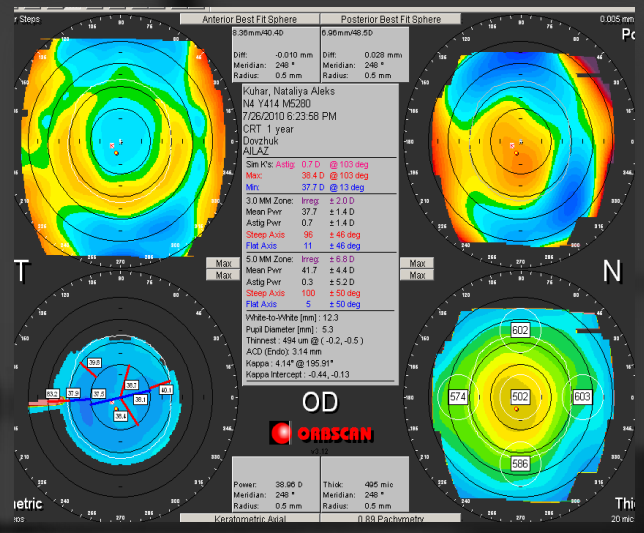 r Steps
Anterior Best Fit Sphere
Posterior Best Fit Sphere
0.005 mm
8.36mm/40.4D
6.96mm/48.5D
Po
Diff: -0.010 mm
Meridian: 248 °
Radius: 0.5 mm
Diff: 0.028 mm
Meridian: 248 °
Radius: 0.5 mm
Kuhar, Nataliya Aleks
N4 Y414 M5280
7/26/2010 6:23:58 PM
CRT 1 year
Dovzhuk
AILAZ
Sim K's: Astig: 0.7 D @ 103 deg
Max: 38.4 D @ 103 deg
Min: 37.7 D @ 13 deg
3.0 MM Zone: Irreg: ± 2.0 D
Mean Pwr 37.7 ± 1.4 D
Astig Pwr 0.7 ± 1.4 D
Steep Axis 96 ± 46 deg
Flat Axis 11 ± 46 deg
5.0 MM Zone: Irreg: ± 6.8 D
Mean Pwr 41.7 ± 4.4 D
Astig Pwr 0.3 ± 5.2 D
Steep Axis 100 ± 50 deg
Flat Axis 5 ± 50 deg
White-to-White [mm] : 12.3
Pupil Diameter [mm] : 5.3
Thinnest : 494 um @ ( -0.2, -0.5 )
ACD (Endo): 3.14 mm
Kappa : 4.14° @ 195.91°
Kappa Intercept : -0.44, -0.13
Max
Max
Max
Max
T
N
39.5
38.7
40.1
37.9
37.5
38.1
38.4
602
574
502
603
586
OD
ORBSCAN
v3.12
Power: 38.96 D
Meridian: 248 °
Radius: 0.5 mm
Thick: 495 mic
Meridian: 248 °
Radius: 0.5 mm
etric
Thi
eps
20 mic
Keratometric Axial
0.89 Pachymetry